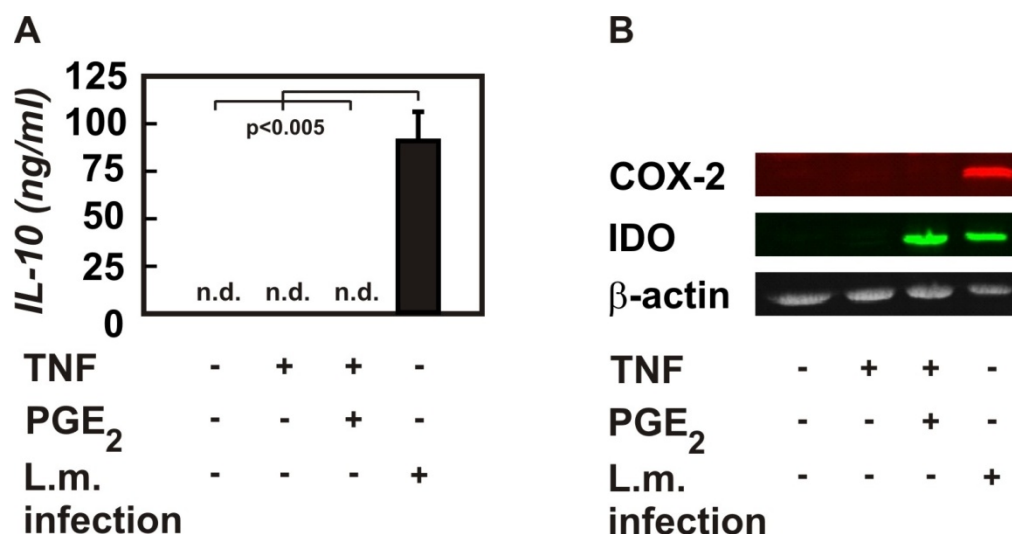 A
B
IL-10 (ng/ml)
125
100
75
50
25
0
p<0.005
n.d. n.d. n.d.
TNF - + + -
PGE2 - - + -
L.m. infection - - - +
COX-2
IDO
β-actin
TNF - + + -
PGE2 - - + -
L.m. infection - - - +